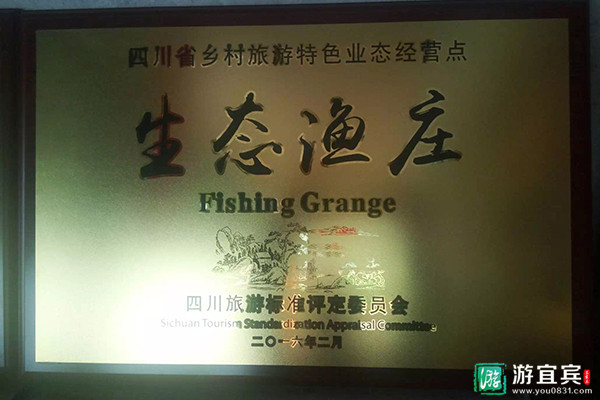 四川省乡村旅游特色业态经营点
生态渔庄
Fishing Grange
四川旅游标准评定委员会
Sichuan Tourism Standardization Appraisal Committee
二〇一六年二月
游 游宜宾
www.you0831.com